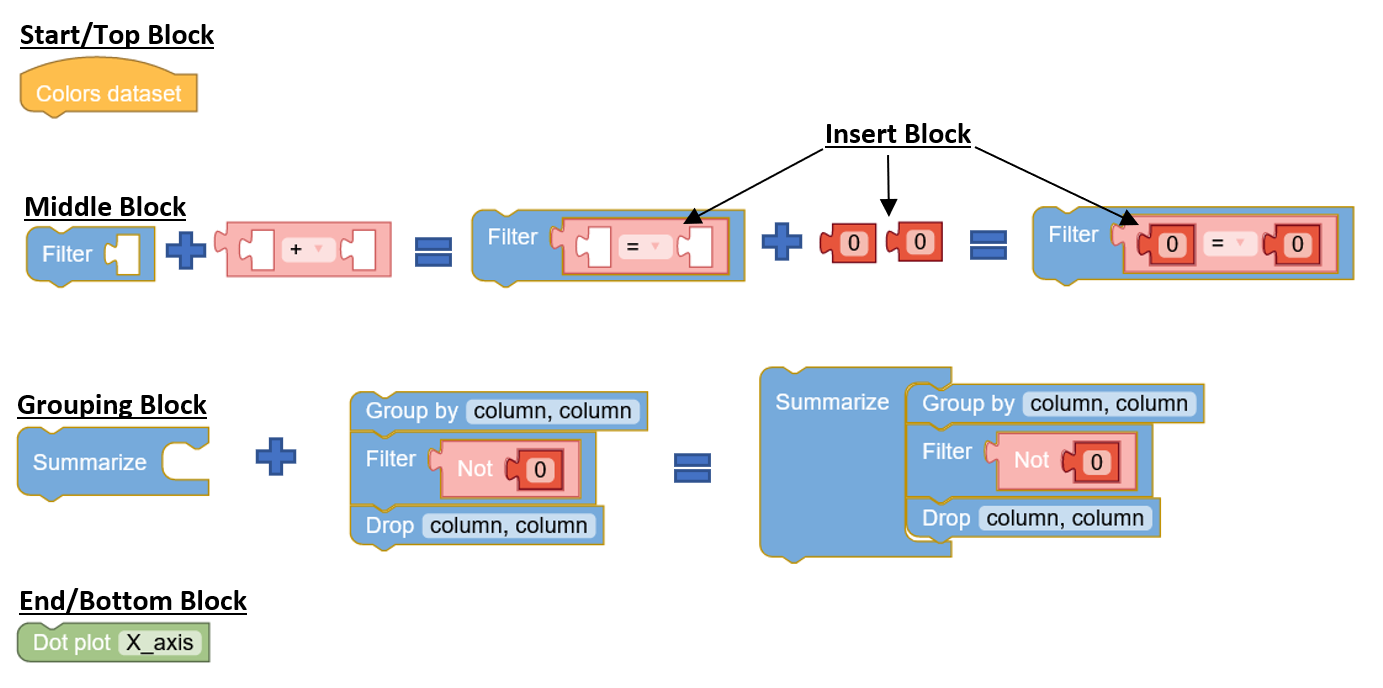 Start/Top Block
Colors dataset
Insert Block
Middle Block
Filter + = Filter = 0 0 Filter 0 = 0
Grouping Block
Summarize
Group by column, column
Filter Not 0
Drop column, column
Summarize Group by column, column
Filter Not 0
Drop column, column
End/Bottom Block
Dot plot X_axis